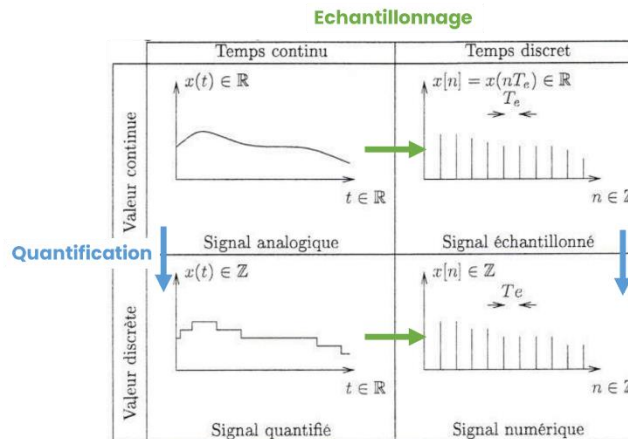 Echantillonnage
Temps continu
Temps discret
Valeur continue
x(t) ∈ ℝ
t ∈ ℝ
Signal analogique
x[n] = x(nT_e) ∈ ℝ
T_e
n ∈ ℤ
Signal échantillonné
Quantification
Valeur discrète
x(t) ∈ ℤ
t ∈ ℝ
Signal quantifié
x[n] ∈ ℤ
Te
n ∈ ℤ
Signal numérique